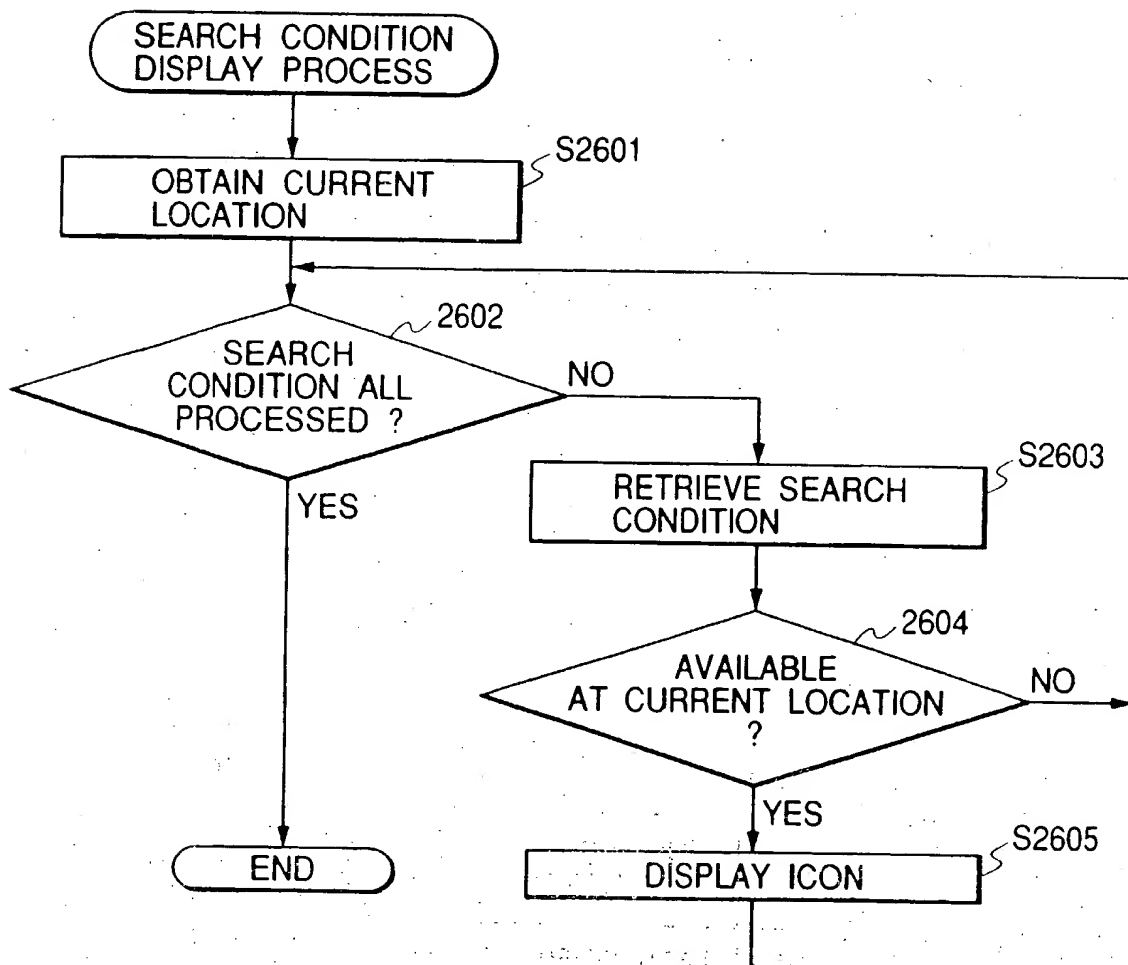 SEARCH CONDITION
DISPLAY PROCESS
S2601
OBTAIN CURRENT
LOCATION
2602
SEARCH
CONDITION ALL
PROCESSED ?
NO
YES
S2603
RETRIEVE SEARCH
CONDITION
2604
AVAILABLE
AT CURRENT LOCATION
?
NO
YES
S2605
DISPLAY ICON
END